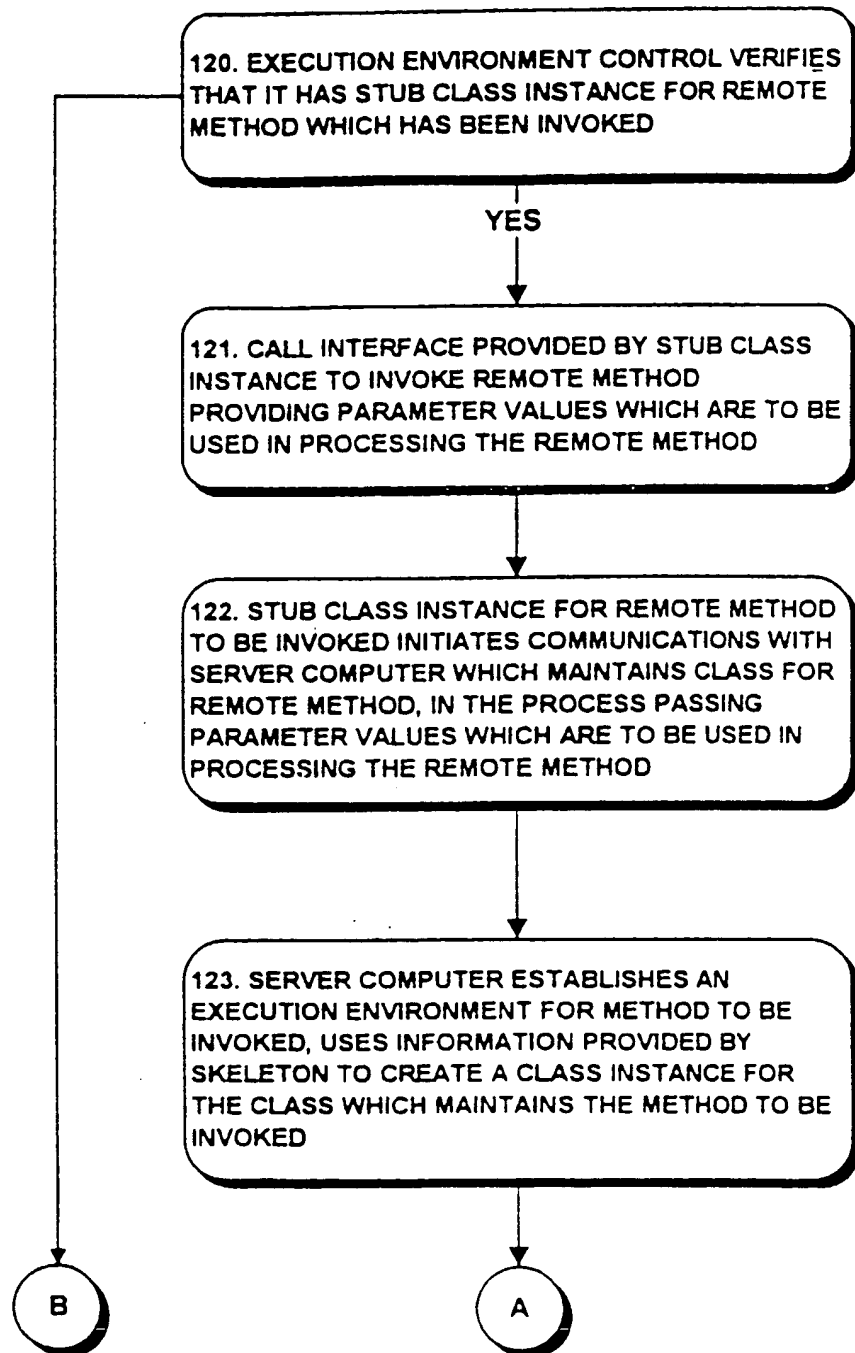 120. EXECUTION ENVIRONMENT CONTROL VERIFIES
THAT IT HAS STUB CLASS INSTANCE FOR REMOTE
METHOD WHICH HAS BEEN INVOKED
YES
121. CALL INTERFACE PROVIDED BY STUB CLASS
INSTANCE TO INVOKE REMOTE METHOD
PROVIDING PARAMETER VALUES WHICH ARE TO BE
USED IN PROCESSING THE REMOTE METHOD
122. STUB CLASS INSTANCE FOR REMOTE METHOD
TO BE INVOKED INITIATES COMMUNICATIONS WITH
SERVER COMPUTER WHICH MAINTAINS CLASS FOR
REMOTE METHOD, IN THE PROCESS PASSING
PARAMETER VALUES WHICH ARE TO BE USED IN
PROCESSING THE REMOTE METHOD
123. SERVER COMPUTER ESTABLISHES AN
EXECUTION ENVIRONMENT FOR METHOD TO BE
INVOKED, USES INFORMATION PROVIDED BY
SKELETON TO CREATE A CLASS INSTANCE FOR
THE CLASS WHICH MAINTAINS THE METHOD TO BE
INVOKED
B
A